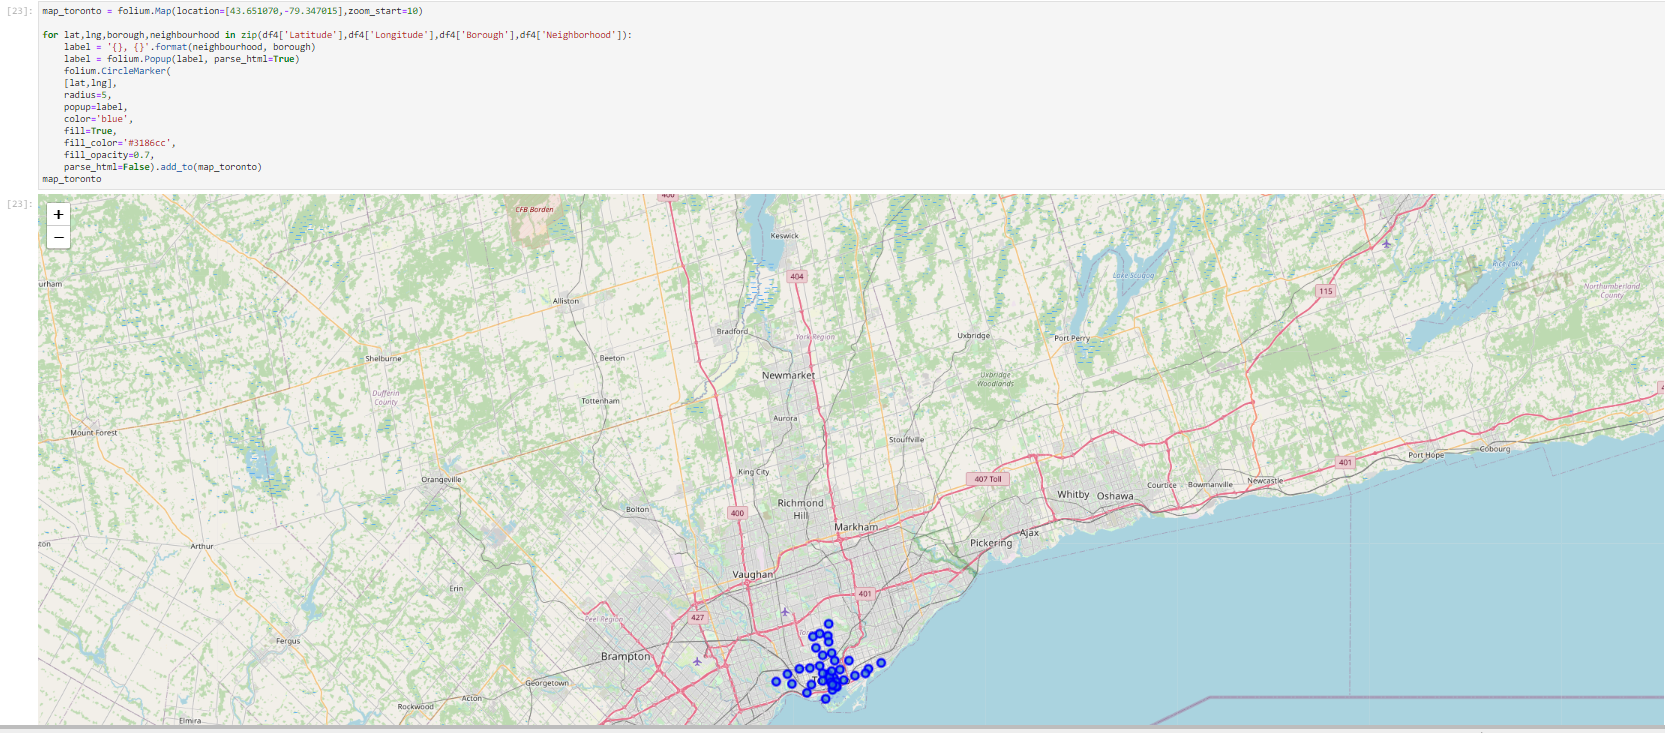 [23]:
map_toronto = folium.Map(location=[43.651070,-79.347015],zoom_start=10)
for lat,lng,borough,neighbourhood in zip(df4['Latitude'],df4['Longitude'],df4['Borough'],df4['Neighborhood']):
    label = '{}, {}'.format(neighbourhood, borough)
    label = folium.Popup(label, parse_html=True)
    folium.CircleMarker(
    [lat,lng],
    radius=5,
    popup=label,
    color='blue',
    fill=True,
    fill_color='#3186cc',
    fill_opacity=0.7,
    parse_html=False).add_to(map_toronto)
map_toronto
[23]:
+
−
400
CFB Borden
Keswick
404
Lake Scugog
Rice Lake
urham
Northumberland
County
115
Alliston
Bradford
York Region
Uxbridge
Port Perry
Shelburne
Beeton
Newmarket
Uxbridge
Woodlands
4
Dufferin
County
Tottenham
Aurora
Mount Forest
Stouffville
Port Hope
Cobourg
401
King City
Orangeville
407 Toll
Courtice
Bowmanville
Newcastle
Whitby
Oshawa
Richmond
Hill
Bolton
400
Markham
Ajax
Pickering
ton
Arthur
Vaughan
Erin
401
Peel Region
427
Fergus
Brampton
Georgetown
Acton
Rockwood
Elmira